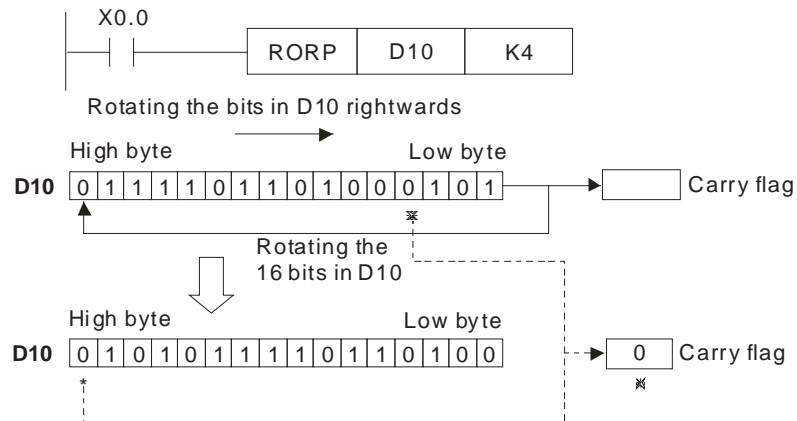 X0.0
RORP D10 K4
Rotating the bits in D10 rightwards
High byte Low byte
D10 0 1 1 1 1 0 1 1 0 1 0 0 0 1 0 1 Carry flag
*
Rotating the
16 bits in D10
High byte Low byte
D10 0 1 0 1 0 1 1 1 1 0 1 1 0 1 0 0 0 Carry flag
* *